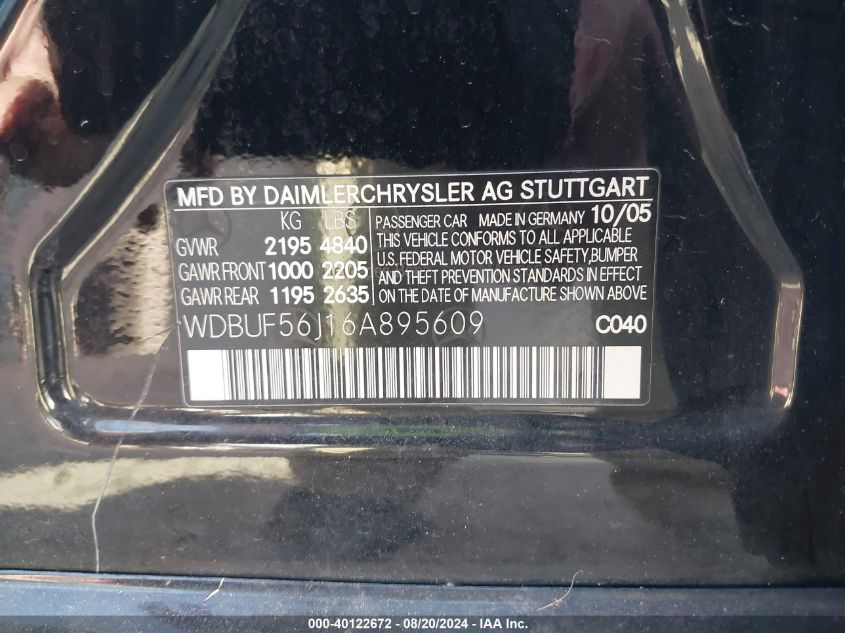 MFD BY DAIMLERCHRYSLER AG STUTTGART
KG LBS
GVWR 2195 4840
GAWR FRONT 1000 2205
GAWR REAR 1195 2635
PASSENGER CAR MADE IN GERMANY 10/05
THIS VEHICLE CONFORMS TO ALL APPLICABLE
U.S. FEDERAL MOTOR VEHICLE SAFETY, BUMPER
AND THEFT PREVENTION STANDARDS IN EFFECT
ON THE DATE OF MANUFACTURE SHOWN ABOVE
WDBUF56J16A895609 C040
000-40122672 - 08/20/2024 - IAAI Inc.